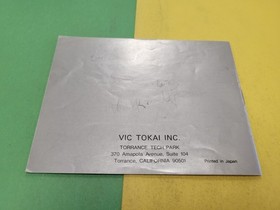 VIC TOKAI INC.
TORRANCE TECH PARK
370 Amapola Avenue, Suite 104
Torrance, CALIFORNIA 90501
Printed in Japan